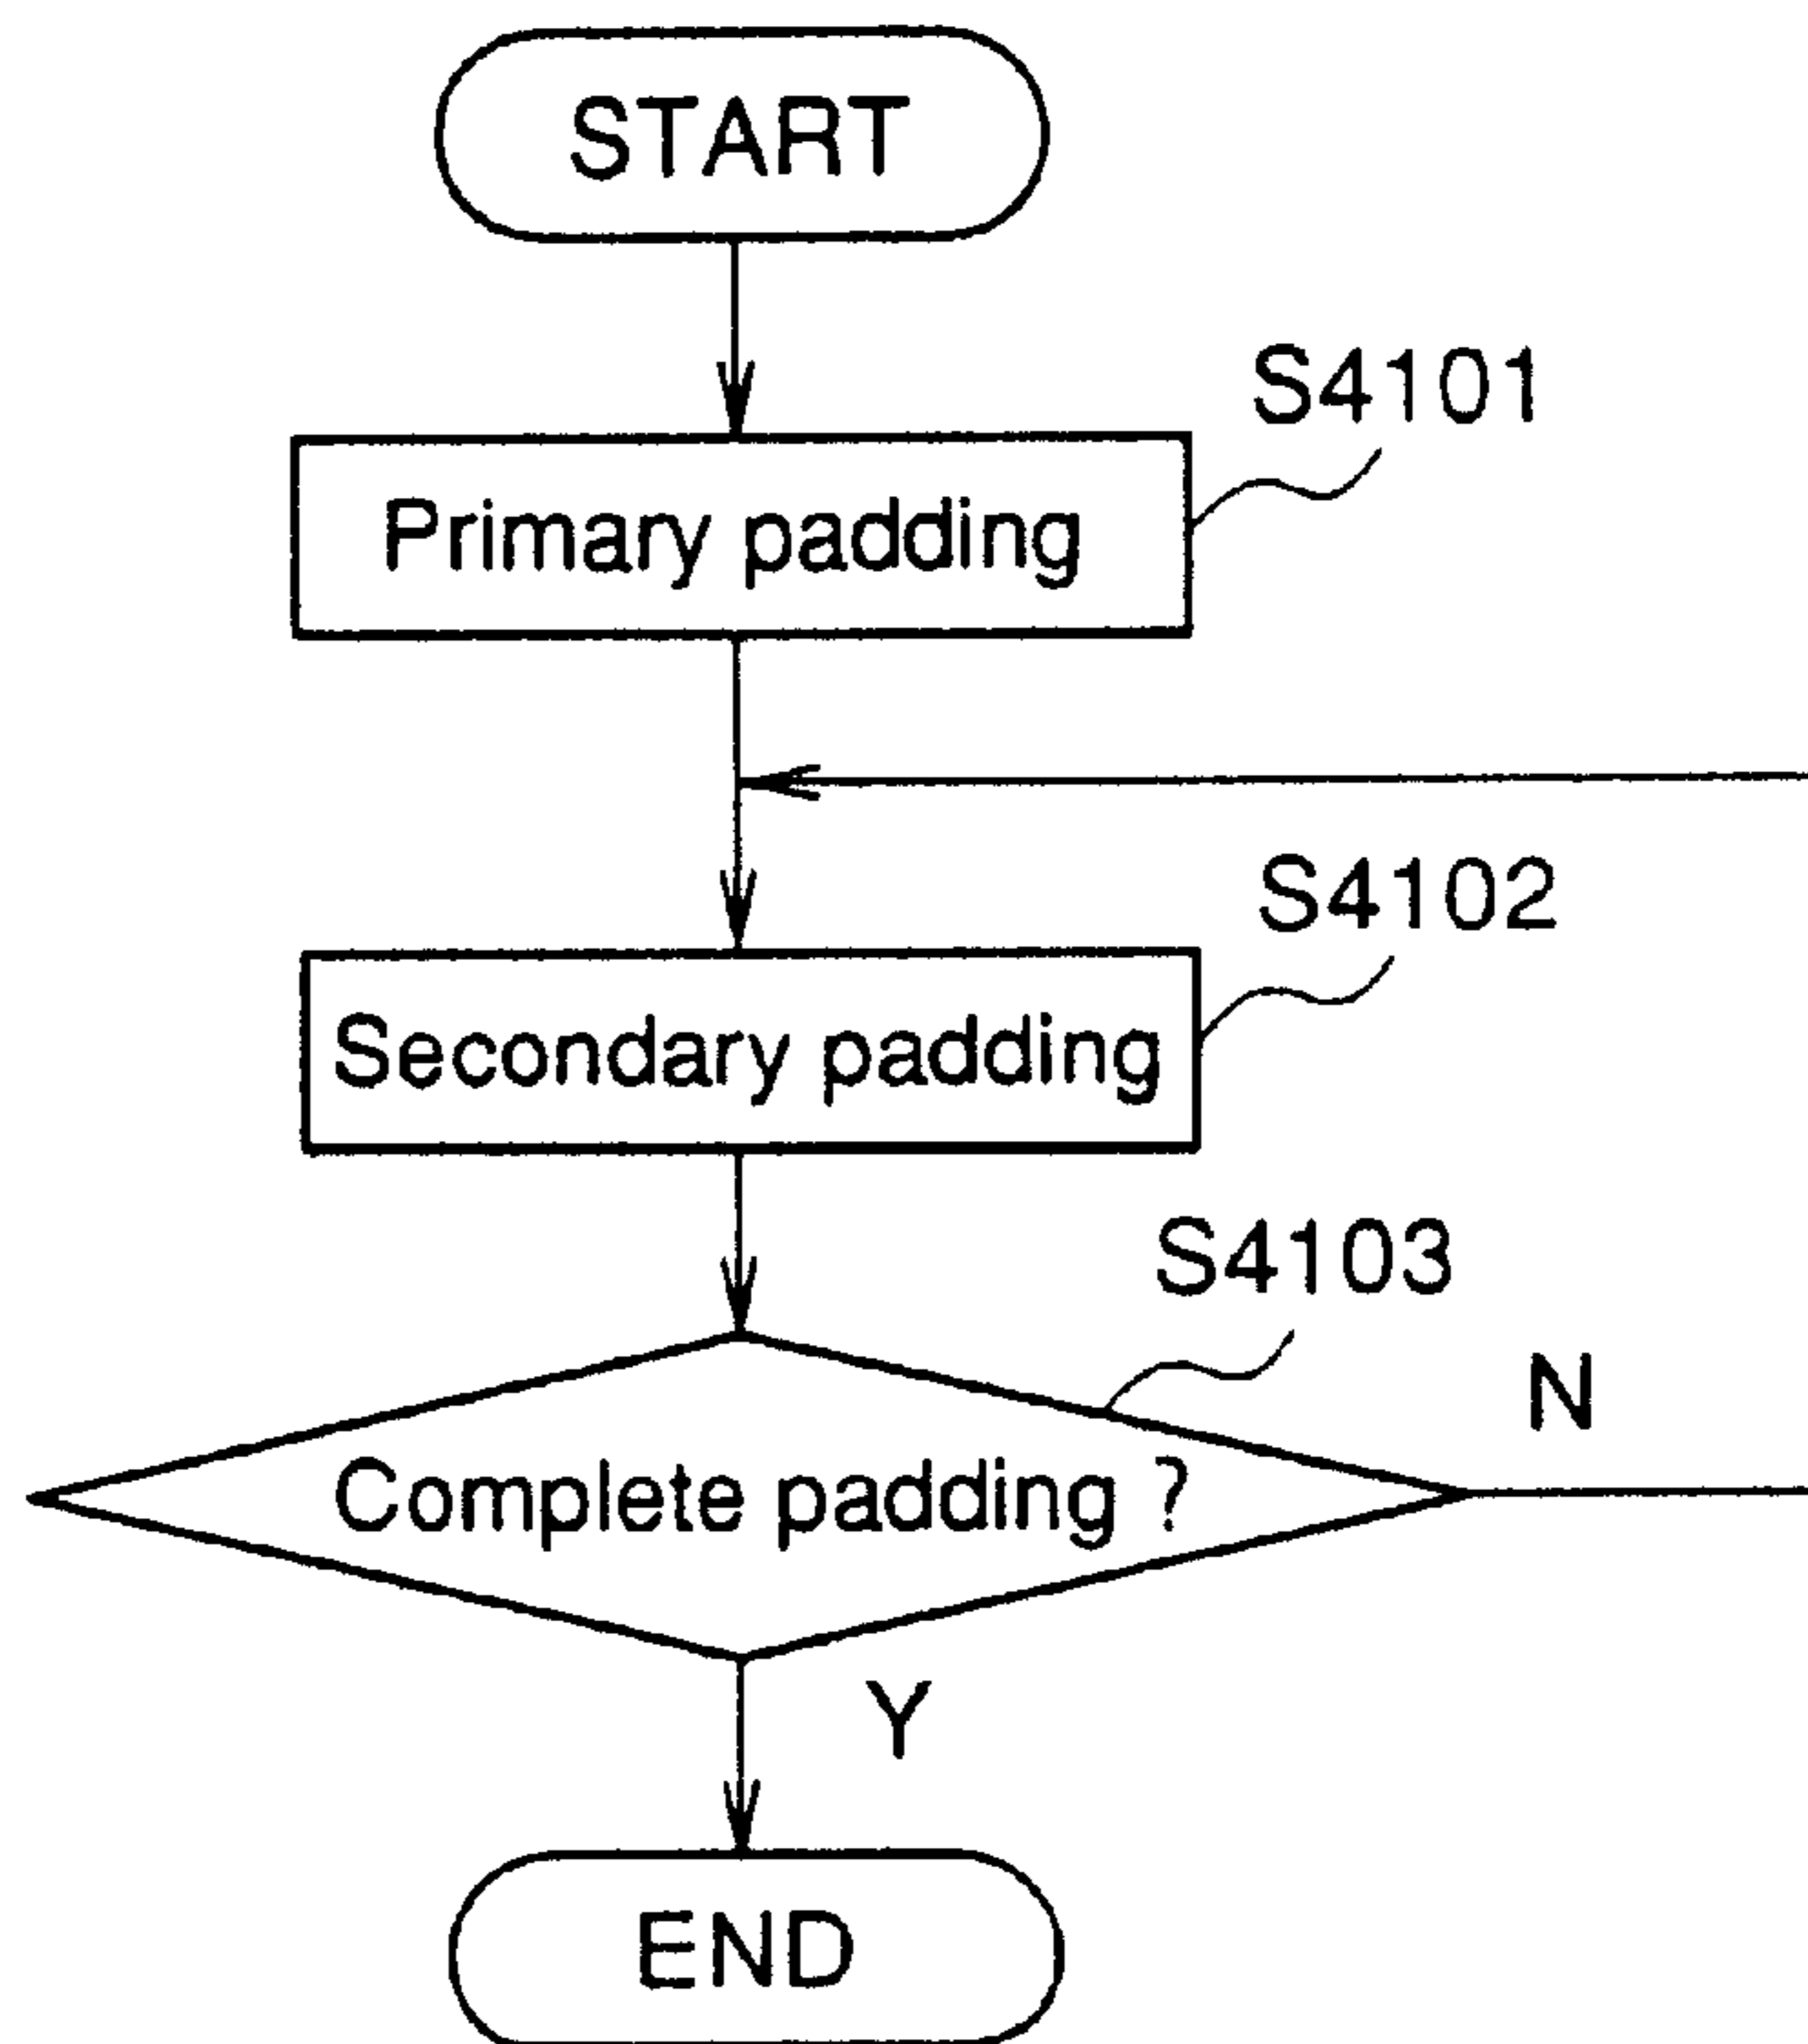 START
S4101
Primary padding
S4102
Secondary padding
S4103
N
Complete padding ?
Y
END